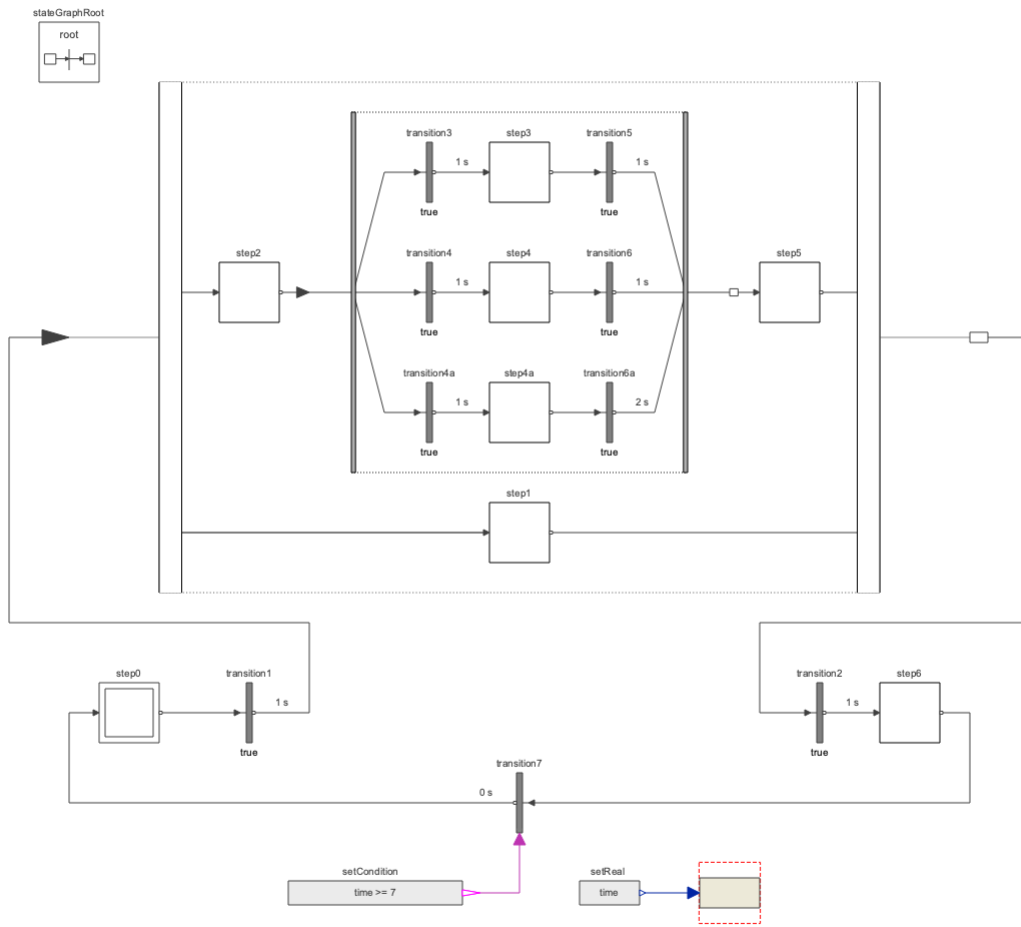 stateGraphRoot
root
transition3
step3
transition5
1 s
1 s
true
true
step2
transition4
step4
transition6
step5
1 s
1 s
true
true
transition4a
step4a
transition6a
1 s
2 s
true
true
step1
step0
transition1
transition2
step6
1 s
1 s
true
true
transition7
0 s
setCondition
setReal
time >= 7
time